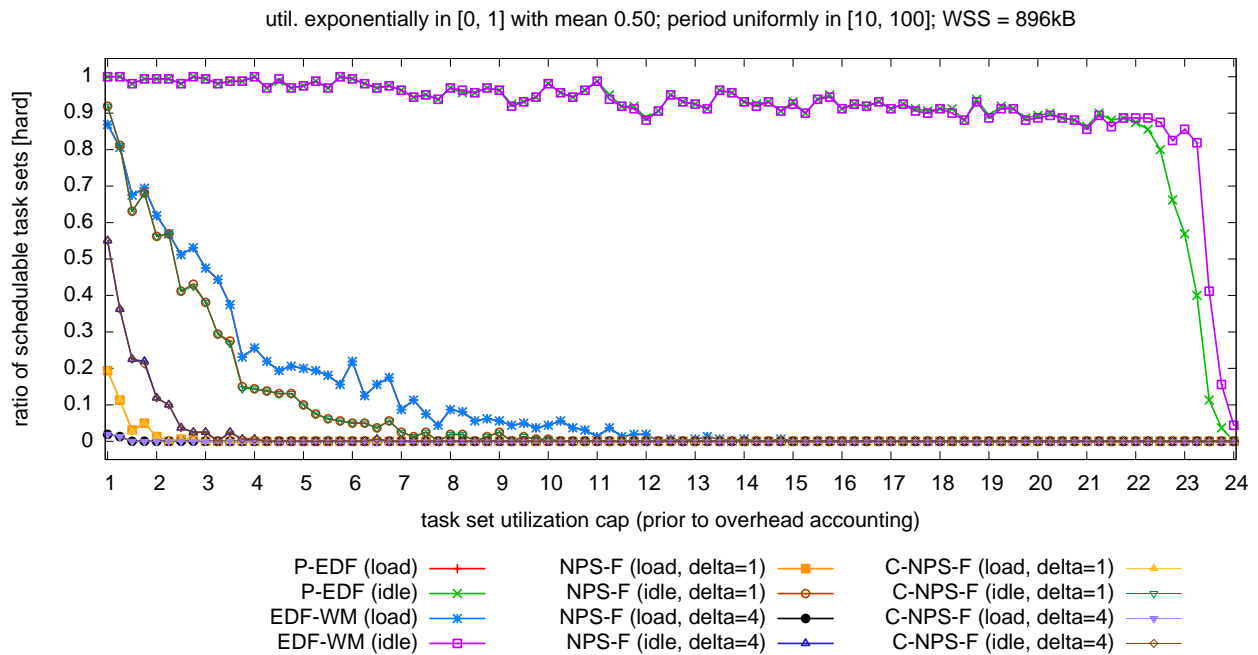 util. exponentially in [0, 1] with mean 0.50; period uniformly in [10, 100]; WSS = 896kB
ratio of schedulable task sets [hard]
1
0.9
0.8
0.7
0.6
0.5
0.4
0.3
0.2
0.1
0
1 2 3 4 5 6 7 8 9 10 11 12 13 14 15 16 17 18 19 20 21 22 23 24
task set utilization cap (prior to overhead accounting)
P-EDF (load) NPS-F (load, delta=1) C-NPS-F (load, delta=1)
P-EDF (idle) NPS-F (idle, delta=1) C-NPS-F (idle, delta=1)
EDF-WM (load) NPS-F (load, delta=4) C-NPS-F (load, delta=4)
EDF-WM (idle) NPS-F (idle, delta=4) C-NPS-F (idle, delta=4)